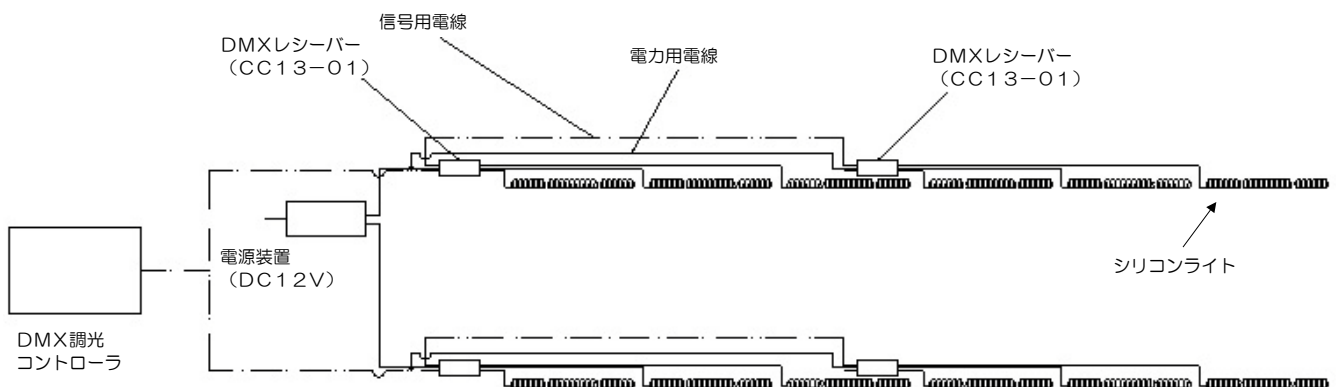 信号用電線
DMXレシーバー
(CC13-01)
電力用電線
DMXレシーバー
(CC13-01)
電源装置
(DC12V)
シリコンライト
DMX調光
コントローラ